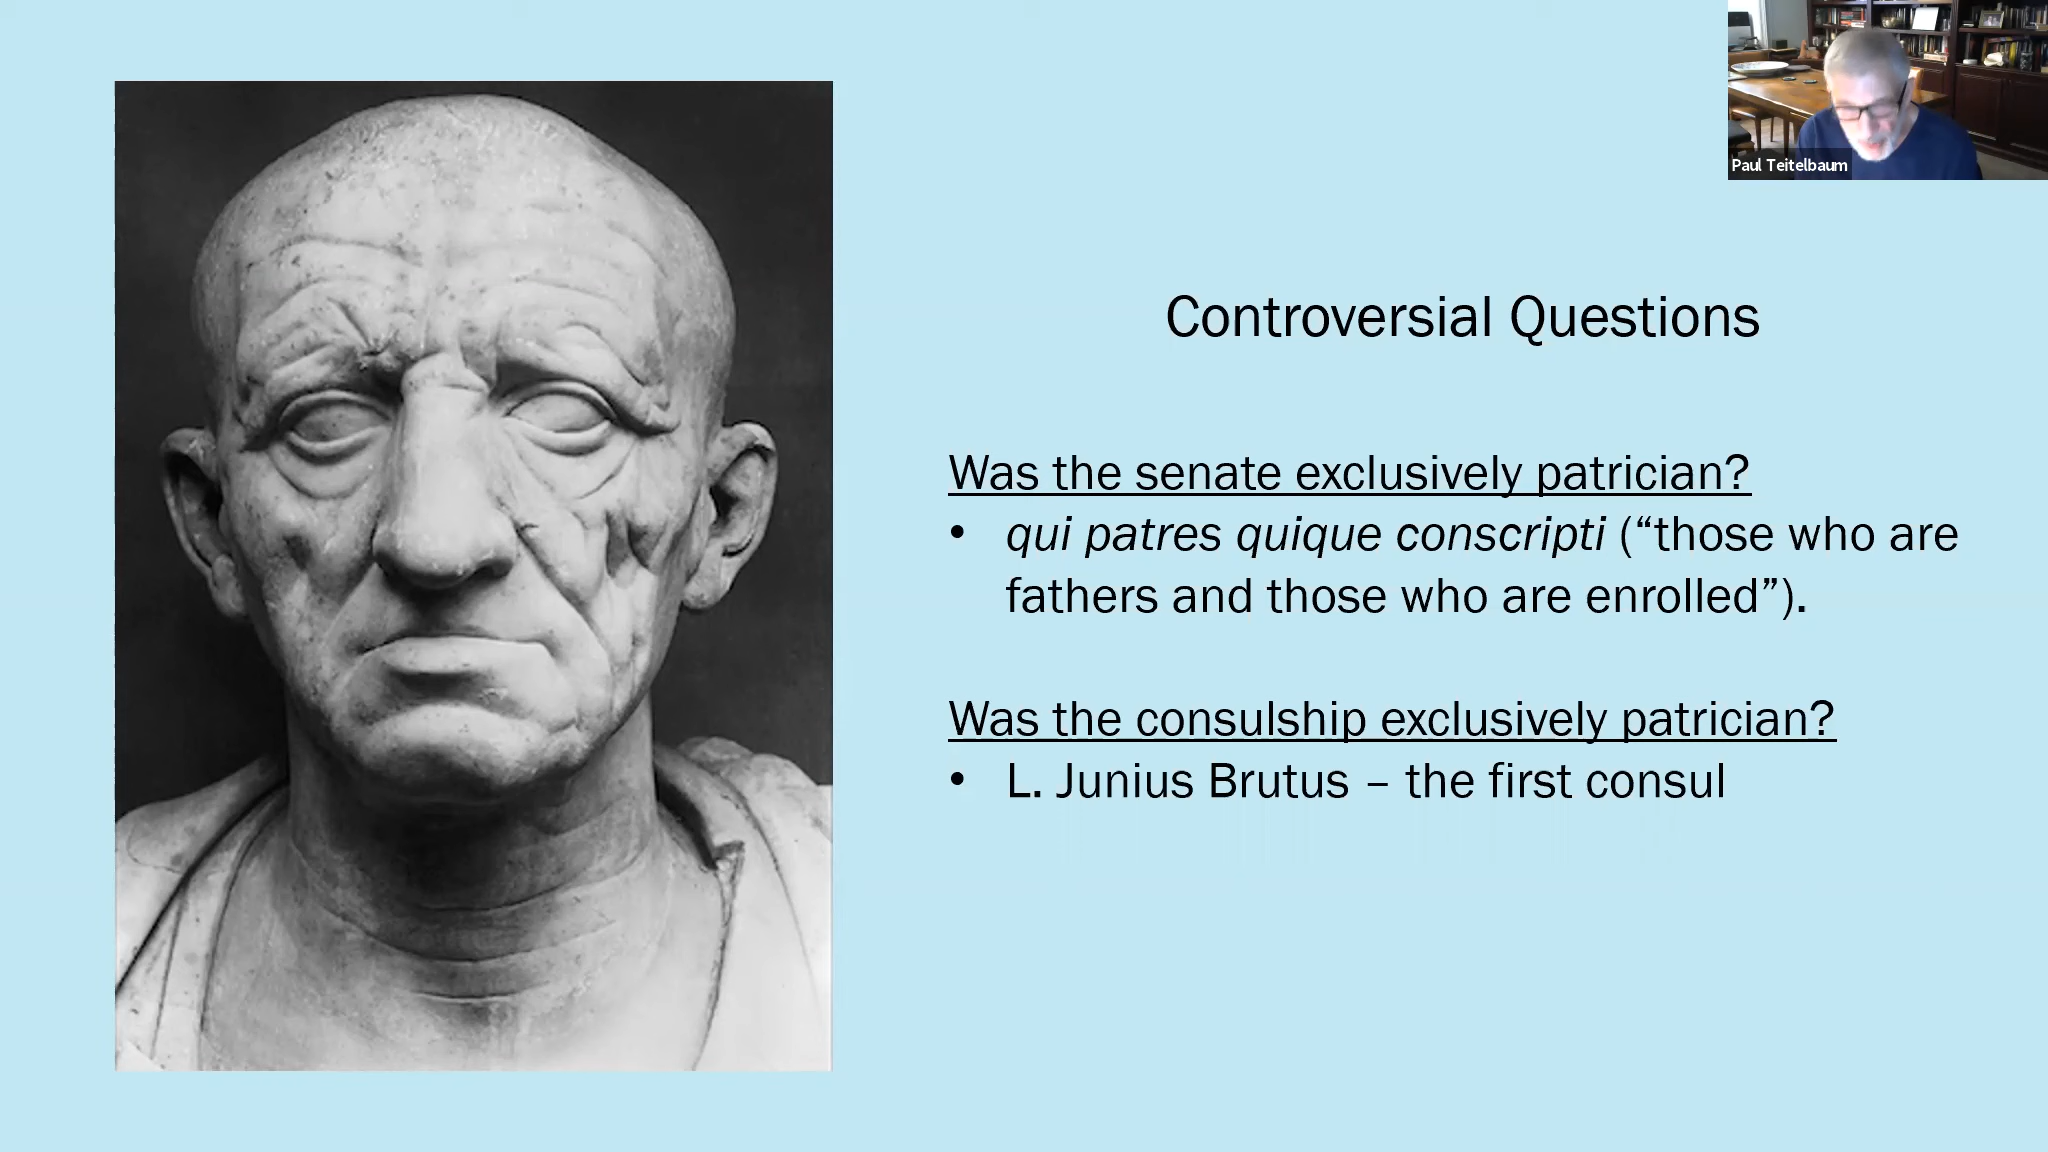 Paul Teitelbaum
Controversial Questions
Was the senate exclusively patrician?
• qui patres quique conscripti (“those who are
fathers and those who are enrolled”).
Was the consulship exclusively patrician?
• L. Junius Brutus – the first consul